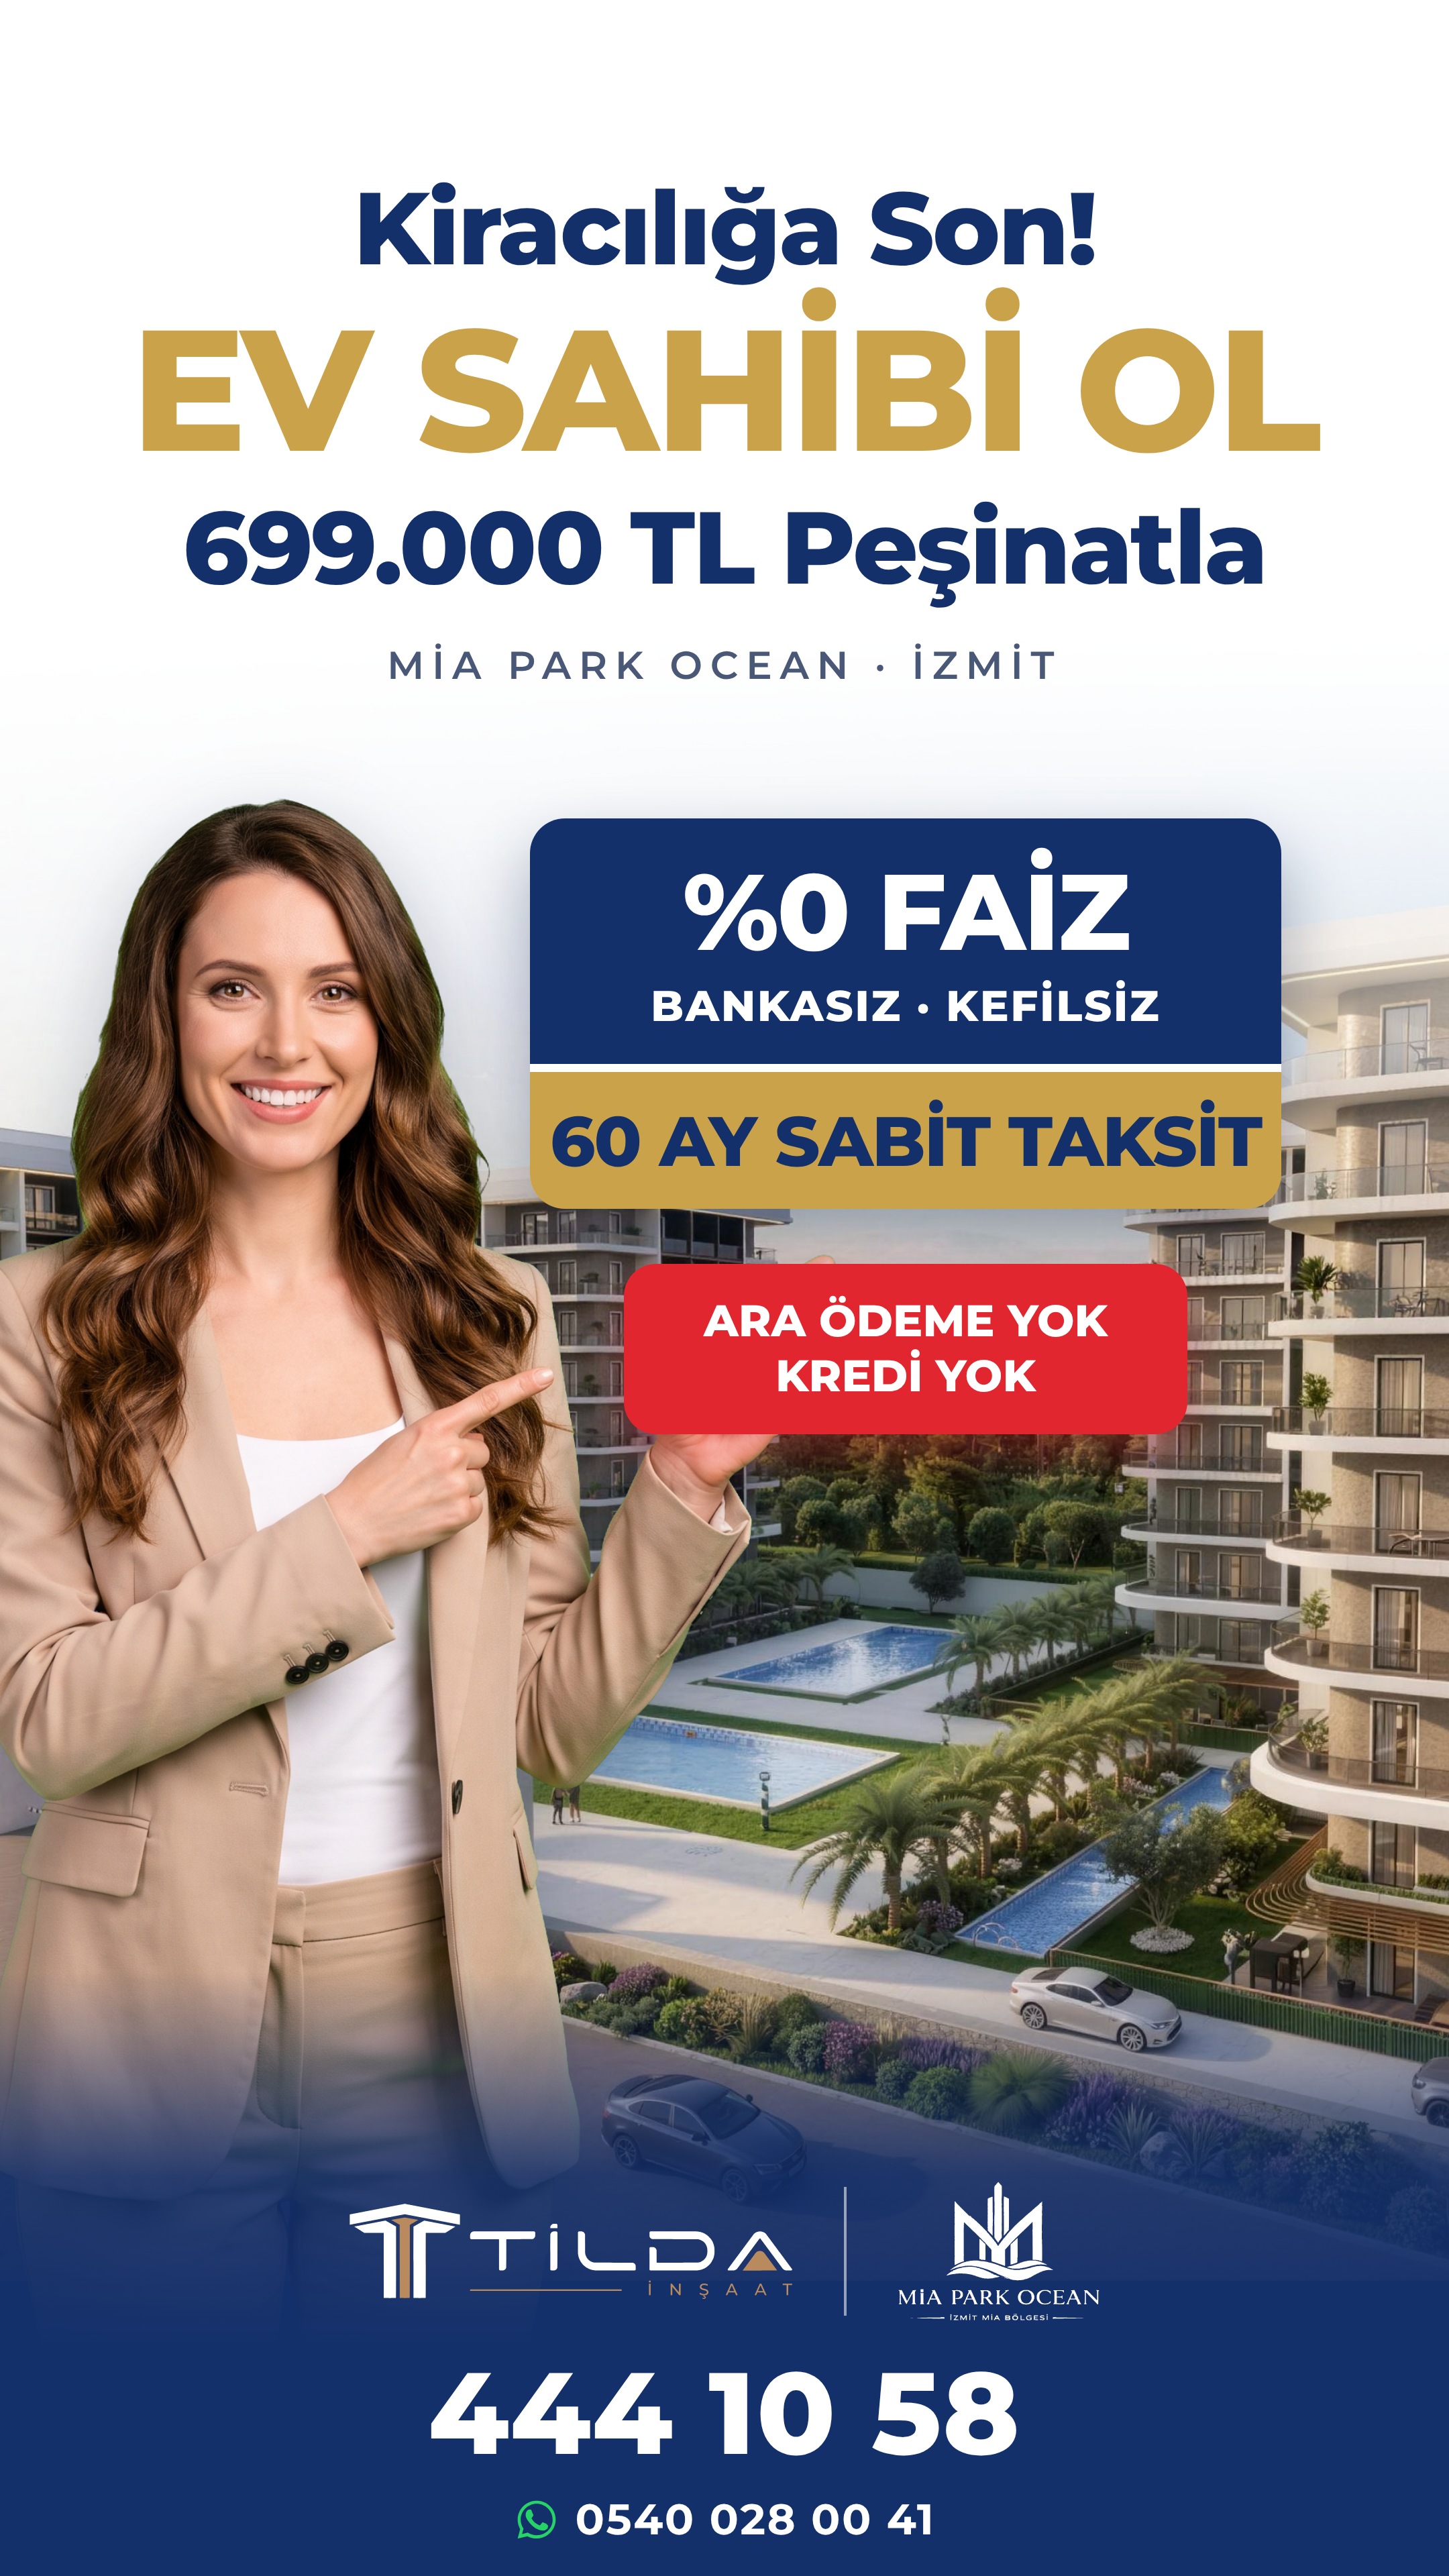 Kiracılığa Son!
EV SAHİBİ OL
699.000 TL Peşinatla
MİA PARK OCEAN · İZMİT
%0 FAİZ
BANKASIZ · KEFİLSİZ
60 AY SABİT TAKSİT
ARA ÖDEME YOK
KREDİ YOK
TİLDA
İNŞAAT
MİA PARK OCEAN
İZMİT MİA BÖLGESİ
444 10 58
0540 028 00 41